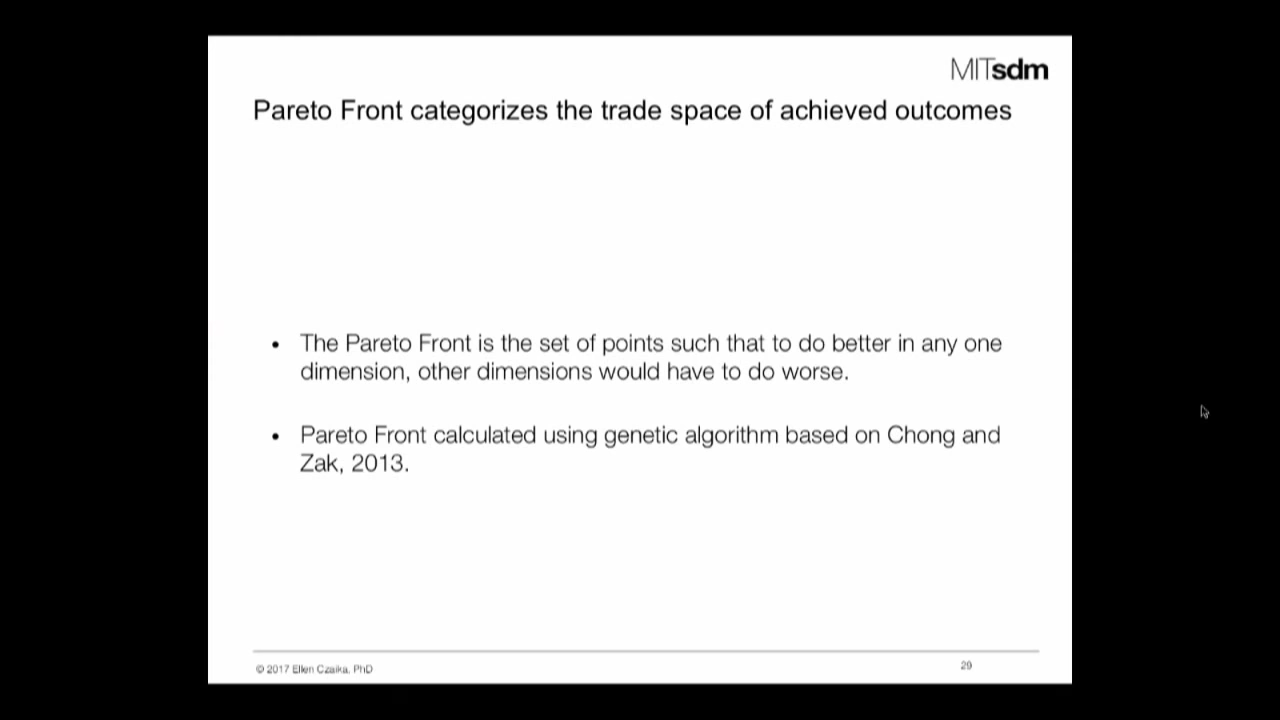 MITsdm
Pareto Front categorizes the trade space of achieved outcomes
• The Pareto Front is the set of points such that to do better in any one
dimension, other dimensions would have to do worse.
• Pareto Front calculated using genetic algorithm based on Chong and
Zak, 2013.
© 2017 Ellen Czaika, PhD
29